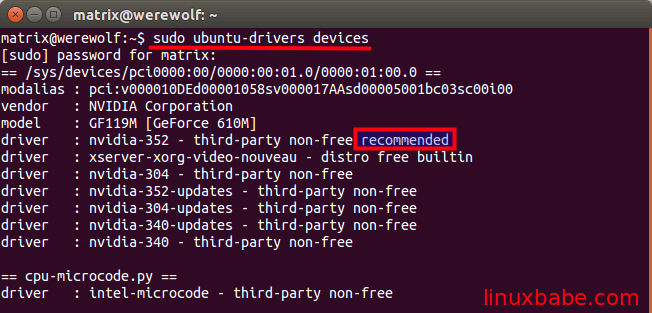 matrix@werewolf: ~
matrix@werewolf:~$ sudo ubuntu-drivers devices
[sudo] password for matrix:
== /sys/devices/pci0000:00/0000:00:01.0/0000:01:00.0 ==
modalias : pci:v000010DEd00001058sv000017AAsd00005001bc03sc00i00
vendor   : NVIDIA Corporation
model    : GF119M [GeForce 610M]
driver   : nvidia-352 - third-party non-free recommended
driver   : xserver-xorg-video-nouveau - distro free builtin
driver   : nvidia-304 - third-party non-free
driver   : nvidia-352-updates - third-party non-free
driver   : nvidia-304-updates - third-party non-free
driver   : nvidia-340-updates - third-party non-free
driver   : nvidia-340 - third-party non-free
== cpu-microcode.py ==
driver   : intel-microcode - third-party non-free
linuxbabe.com